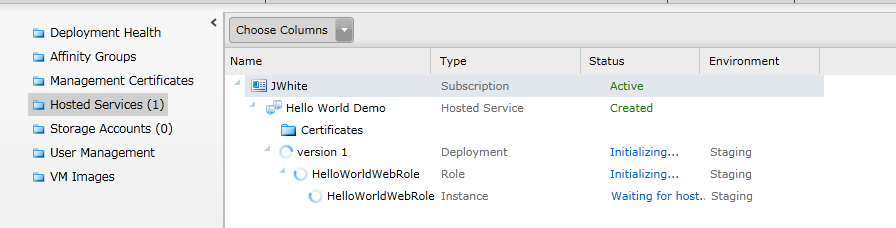 Deployment Health
Affinity Groups
Management Certificates
Hosted Services (1)
Storage Accounts (0)
User Management
VM Images
Choose Columns
Name Type Status Environment
JWhite Subscription Active
Hello World Demo Hosted Service Created
Certificates
version 1 Deployment Initializing... Staging
HelloWorldWebRole Role Initializing... Staging
HelloWorldWebRole Instance Waiting for host.. Staging